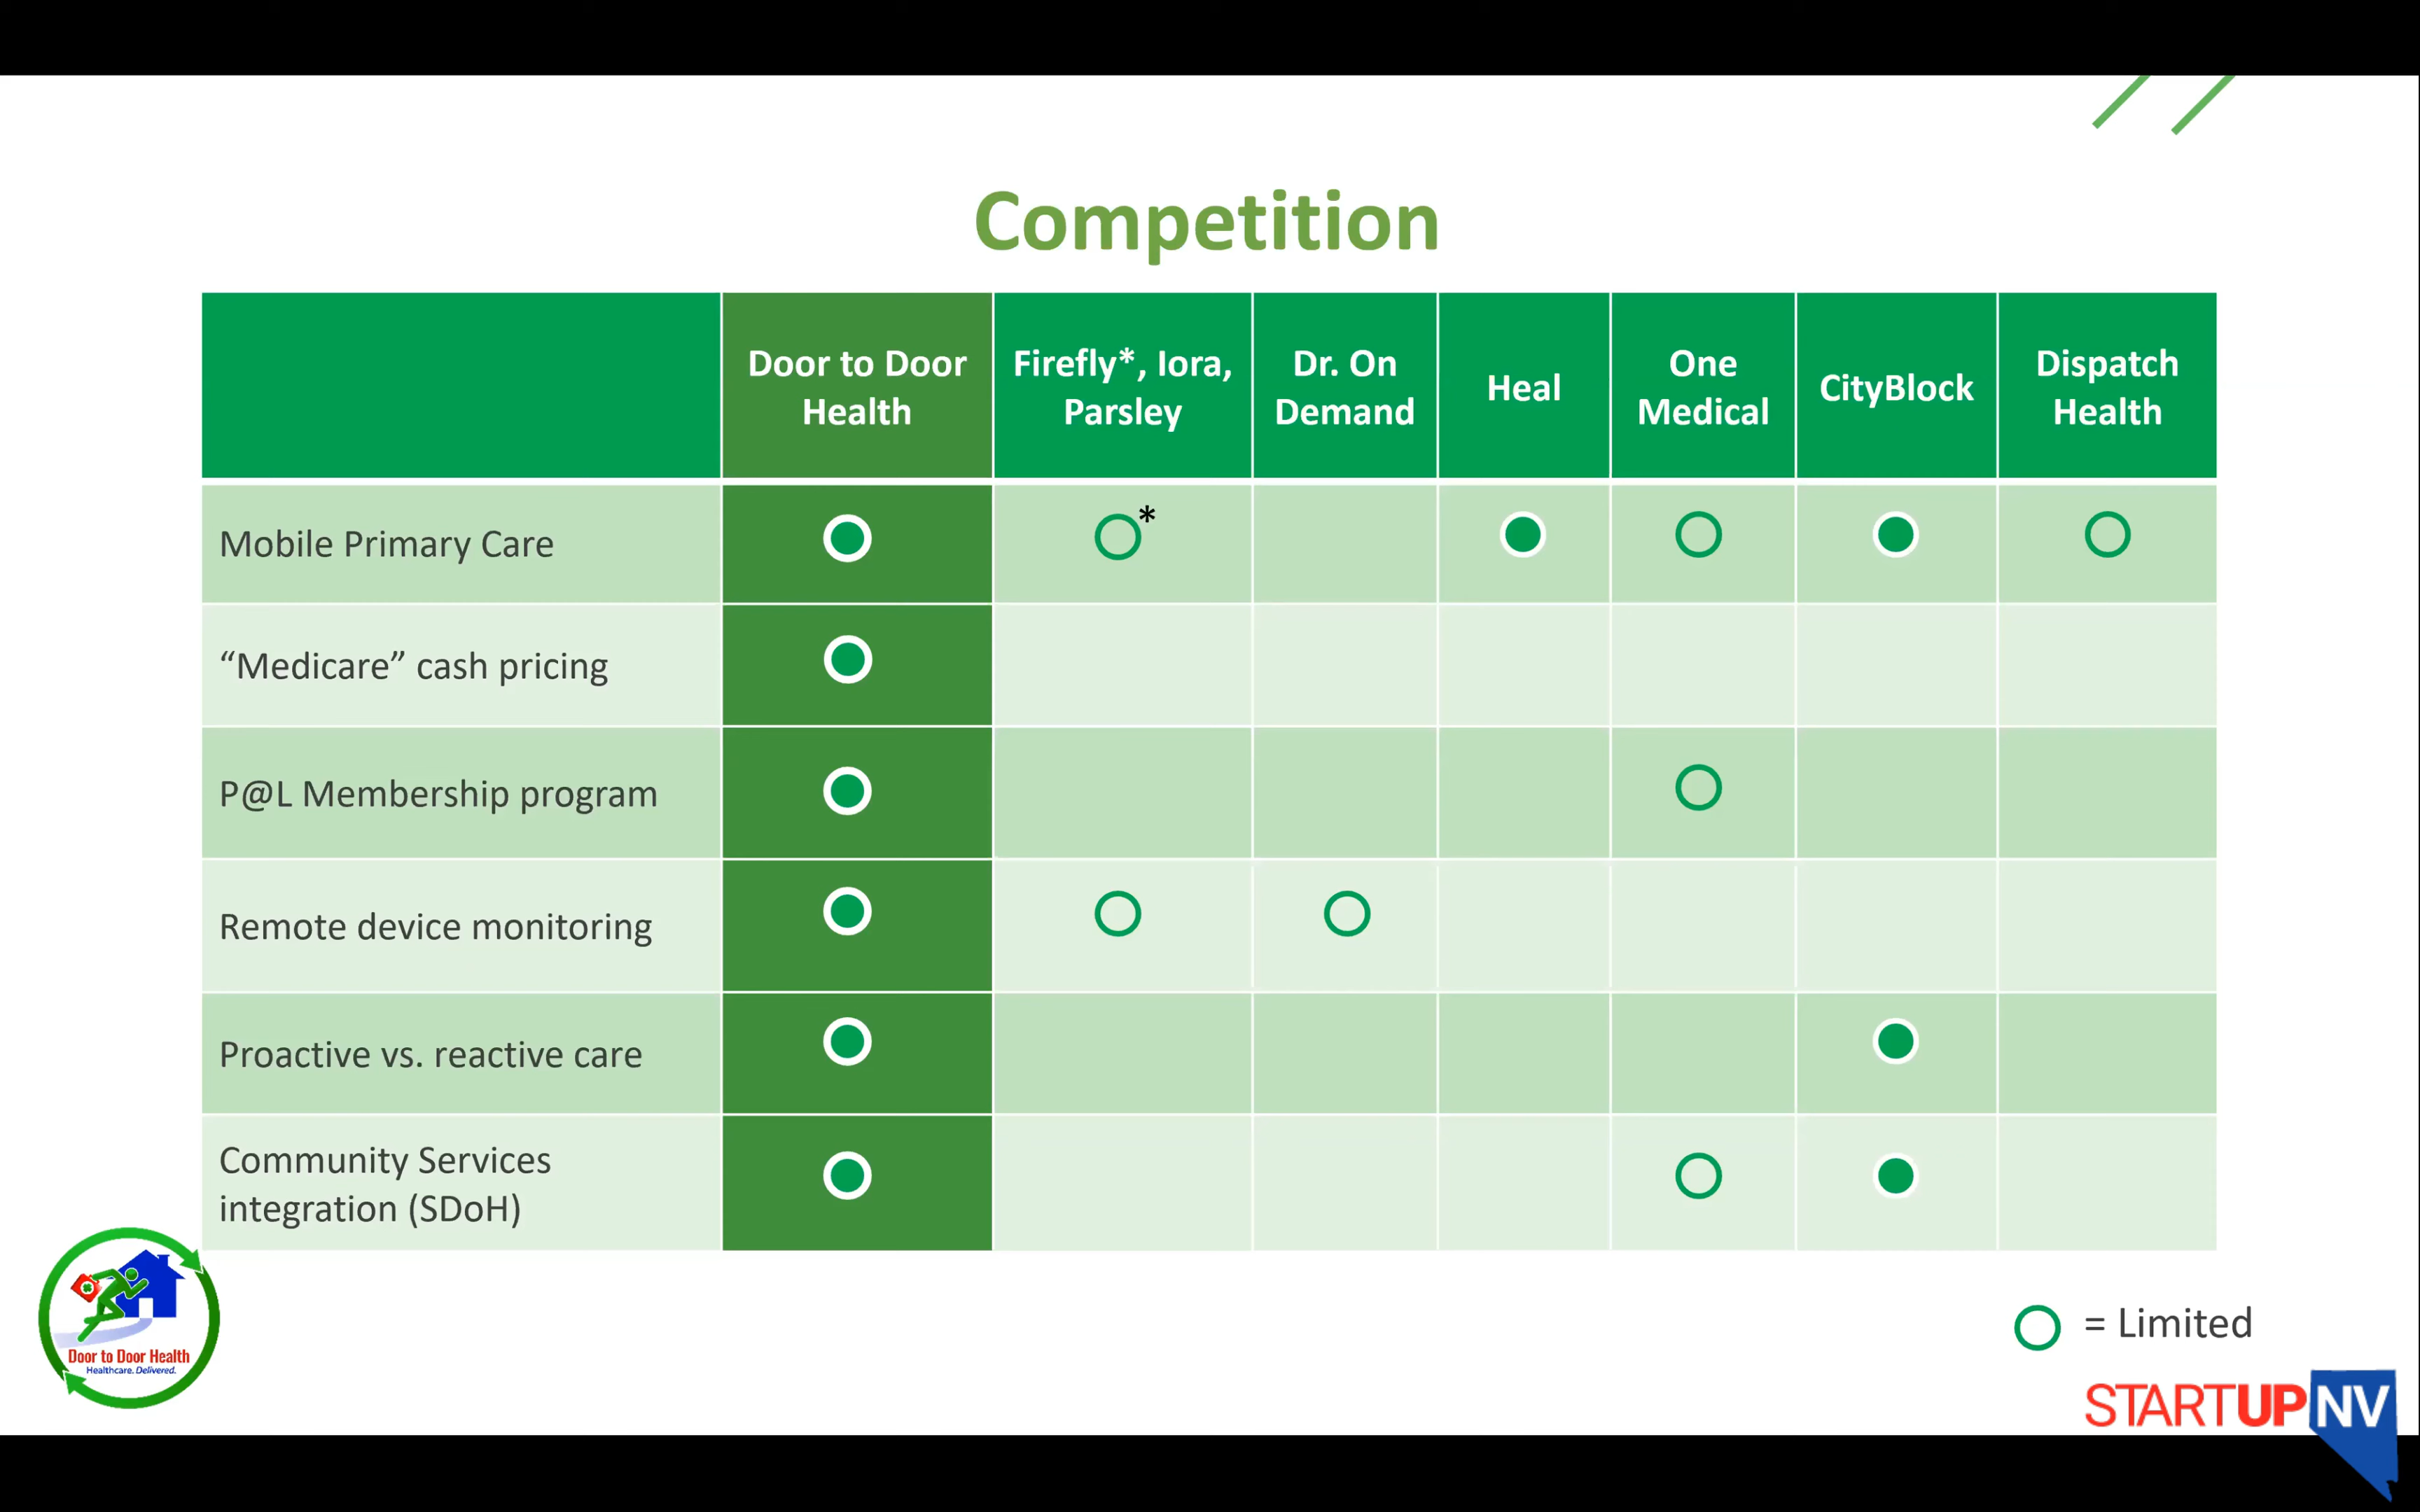 Competition
Door to Door
Health
Firefly*, Iora,
Parsley
Dr. On
Demand
Heal
One
Medical
CityBlock
Dispatch
Health
Mobile Primary Care
*
“Medicare” cash pricing
P@L Membership program
Remote device monitoring
Proactive vs. reactive care
Community Services
integration (SDoH)
= Limited
Door to Door Health
Healthcare. Delivered.
STARTUPNV